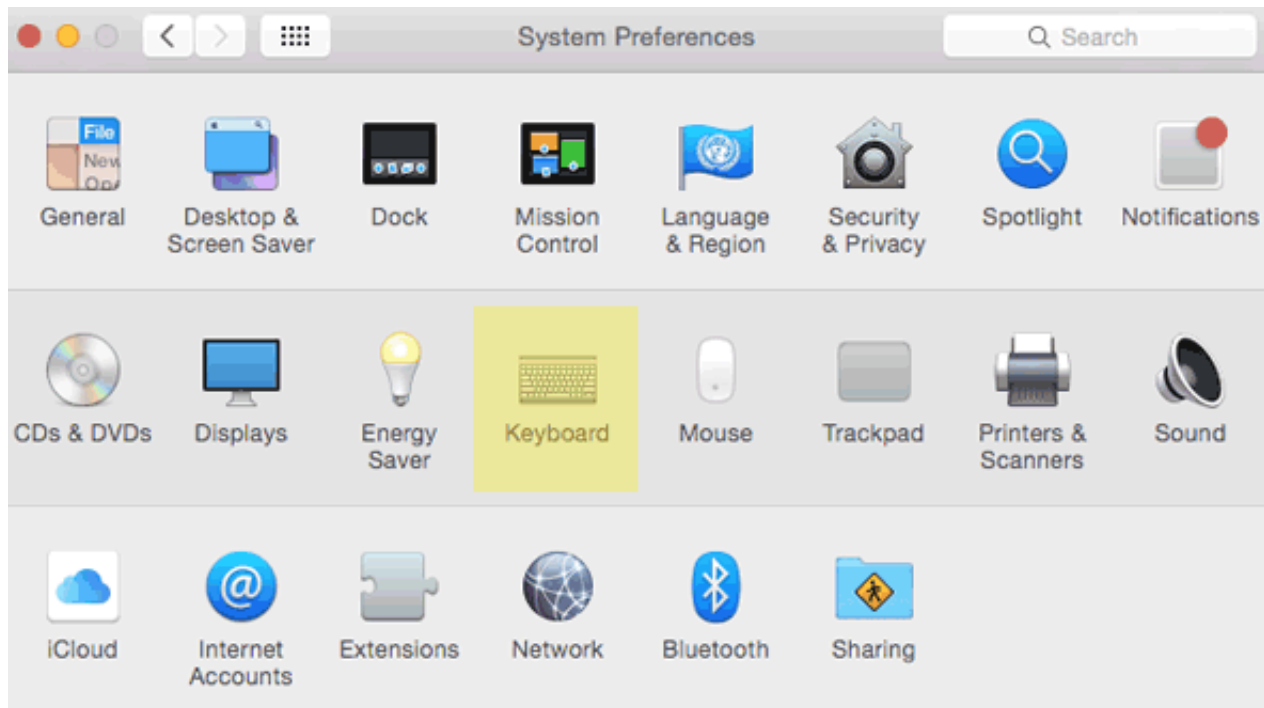 System Preferences
Search
File
New
Ope
General
Desktop &
Screen Saver
Dock
Mission
Control
Language
& Region
Security
& Privacy
Spotlight
Notifications
CDs & DVDs
Displays
Energy
Saver
Keyboard
Mouse
Trackpad
Printers &
Scanners
Sound
iCloud
@
Internet
Accounts
Extensions
Network
Bluetooth
Sharing